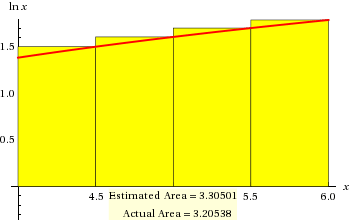 ln x
1.5
1.0
0.5
4.5 Estimated Area = 3.30501 5.5 6.0 x
Actual Area = 3.20538